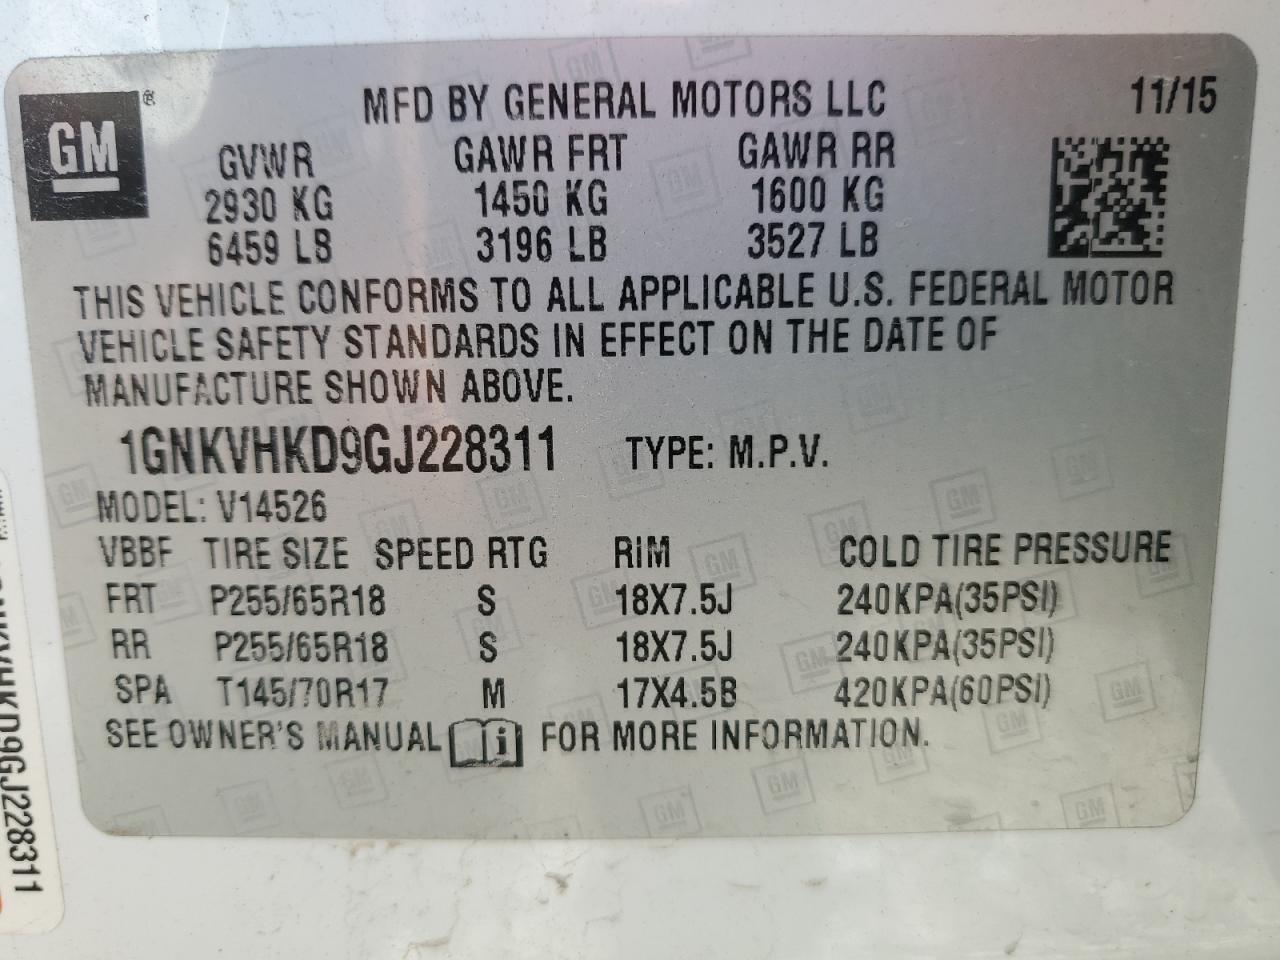 GM ®
MFD BY GENERAL MOTORS LLC 11/15
GVWR GAWR FRT GAWR RR
2930 KG 1450 KG 1600 KG
6459 LB 3196 LB 3527 LB
THIS VEHICLE CONFORMS TO ALL APPLICABLE U.S. FEDERAL MOTOR
VEHICLE SAFETY STANDARDS IN EFFECT ON THE DATE OF
MANUFACTURE SHOWN ABOVE.
1GNKVHKD9GJ228311 TYPE: M.P.V.
MODEL: V14526
VBBF TIRE SIZE SPEED RTG RIM COLD TIRE PRESSURE
FRT P255/65R18 S 18X7.5J 240KPA(35PSI)
RR P255/65R18 S 18X7.5J 240KPA(35PSI)
SPA T145/70R17 M 17X4.5B 420KPA(60PSI)
SEE OWNER'S MANUAL i FOR MORE INFORMATION.